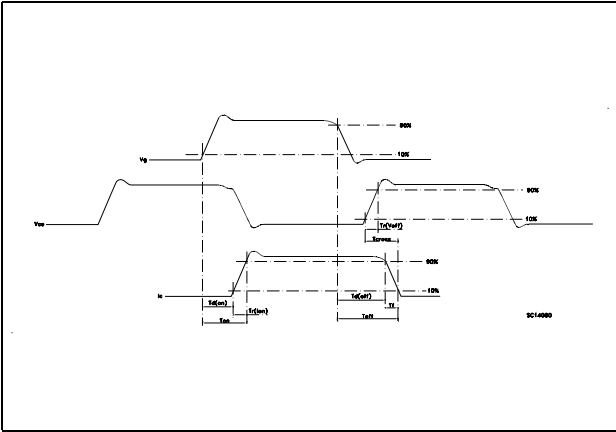 90%
Vg
10%
Vce
90%
10%
Tr(Voff)
Tcross
90%
Ic
10%
Td(on)
Td(off)
Tr(Ion)
Tf
Ton
Toff
SC14080